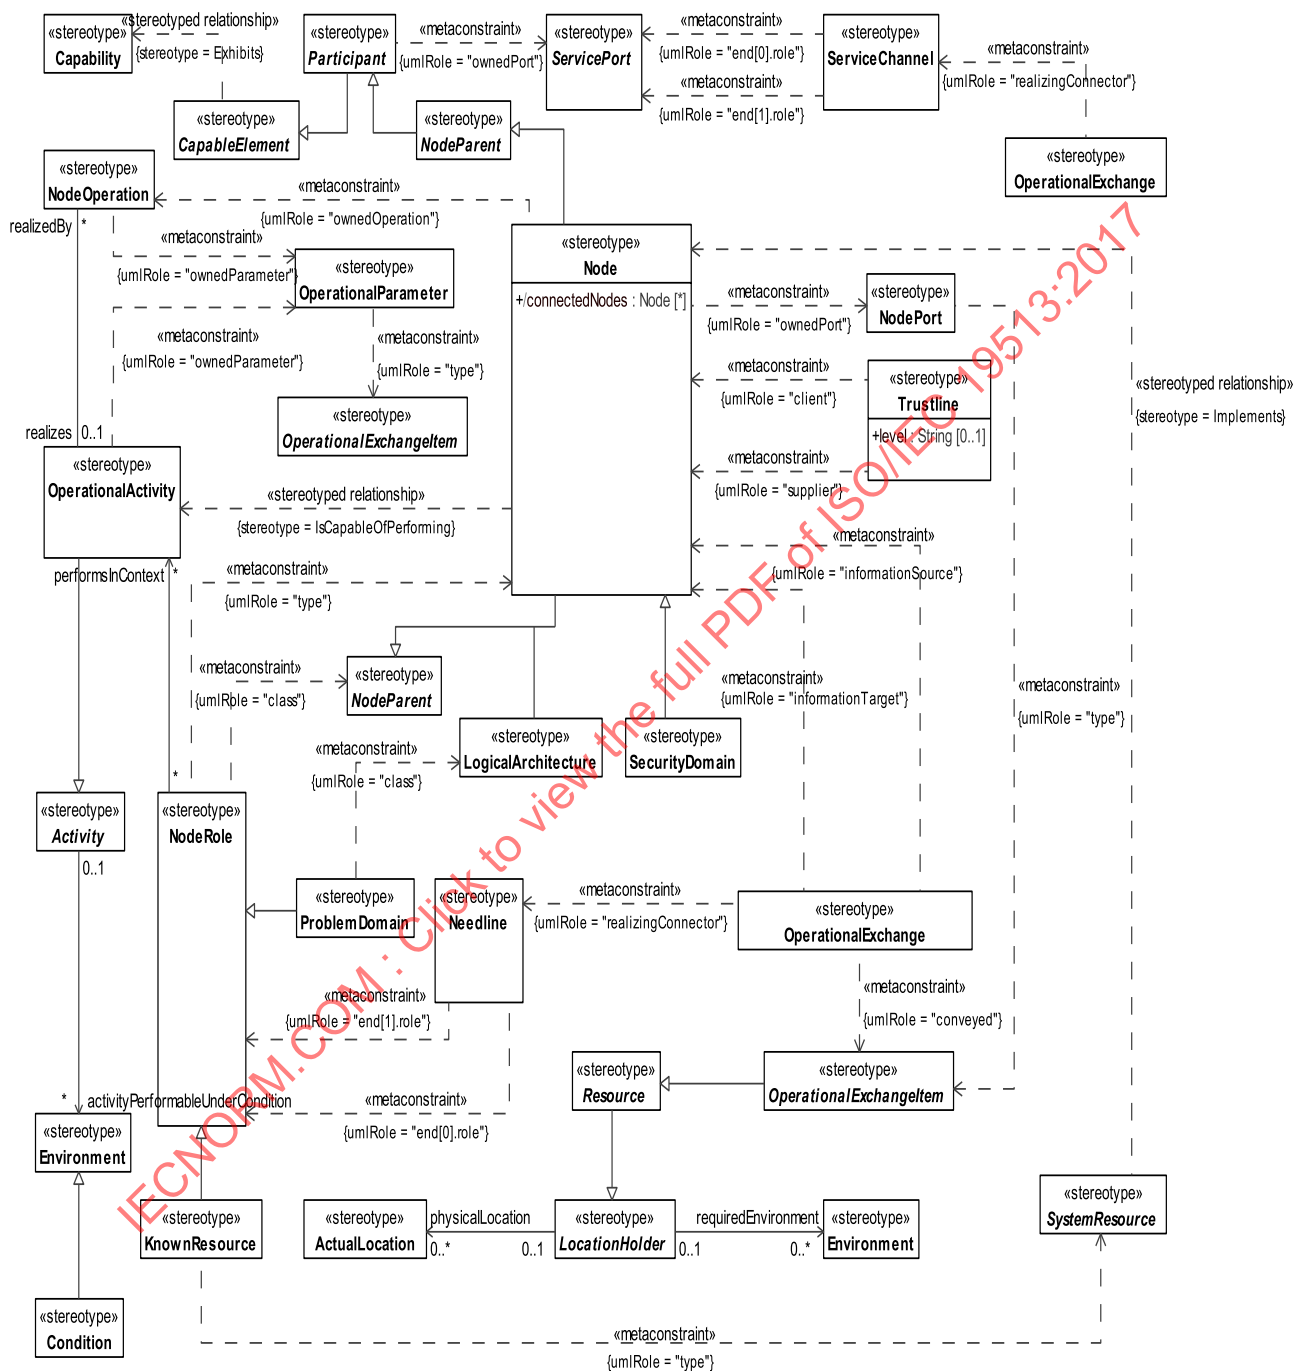 «stereotype»
Capability
«stereotyped relationship»
{stereotype = Exhibits}
«stereotype»
Participant
«metaconstraint»
{umlRole = "ownedPort"}
«stereotype»
ServicePort
«metaconstraint»
{umlRole = "end[0].role"}
«metaconstraint»
{umlRole = "end[1].role"}
«stereotype»
ServiceChannel
«metaconstraint»
{umlRole = "realizingConnector"}
«stereotype»
CapableElement
«stereotype»
NodeParent
«stereotype»
OperationalExchange
«stereotype»
NodeOperation
«metaconstraint»
{umlRole = "ownedOperation"}
realizedBy
*
«metaconstraint»
{umlRole = "ownedParameter"}
«stereotype»
OperationalParameter
«stereotype»
Node
+/connectedNodes : Node [*]
«metaconstraint»
{umlRole = "ownedPort"}
«stereotype»
NodePort
«metaconstraint»
{umlRole = "ownedParameter"}
«metaconstraint»
{umlRole = "type"}
«metaconstraint»
{umlRole = "client"}
«stereotype»
Trustline
+level : String [0..1]
«stereotyped relationship»
{stereotype = Implements}
«stereotype»
OperationalExchangeItem
realizes
0..1
«stereotype»
OperationalActivity
«metaconstraint»
{umlRole = "supplier"}
«stereotyped relationship»
{stereotype = IsCapableOfPerforming}
«metaconstraint»
{umlRole = "informationSource"}
performsInContext
*
«metaconstraint»
{umlRole = "type"}
«metaconstraint»
{umlRole = "class"}
«stereotype»
NodeParent
«metaconstraint»
{umlRole = "informationTarget"}
«metaconstraint»
{umlRole = "type"}
«stereotype»
LogicalArchitecture
«stereotype»
SecurityDomain
«metaconstraint»
{umlRole = "class"}
*
«stereotype»
Activity
0..1
«stereotype»
NodeRole
«stereotype»
ProblemDomain
«stereotype»
Needline
«metaconstraint»
{umlRole = "realizingConnector"}
«stereotype»
OperationalExchange
«metaconstraint»
{umlRole = "end[1].role"}
«metaconstraint»
{umlRole = "conveyed"}
«stereotype»
Resource
«stereotype»
OperationalExchangeItem
*
activityPerformableUnderCondition
«metaconstraint»
{umlRole = "end[0].role"}
«stereotype»
Environment
«stereotype»
KnownResource
«stereotype»
ActualLocation
physicalLocation
0..*
0..1
«stereotype»
LocationHolder
requiredEnvironment
0..1
0..*
«stereotype»
Environment
«stereotype»
SystemResource
«stereotype»
Condition
«metaconstraint»
{umlRole = "type"}
IECNORM.COM : Click to view the full PDF of ISO/IEC 19513:2017